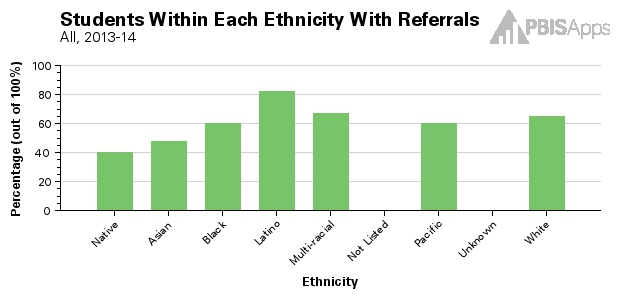 Students Within Each Ethnicity With Referrals
All, 2013-14
PBISApps
Percentage (out of 100%)
100
80
60
40
20
0
Native
Asian
Black
Latino
Multi-racial
Not Listed
Pacific
Unknown
White
Ethnicity